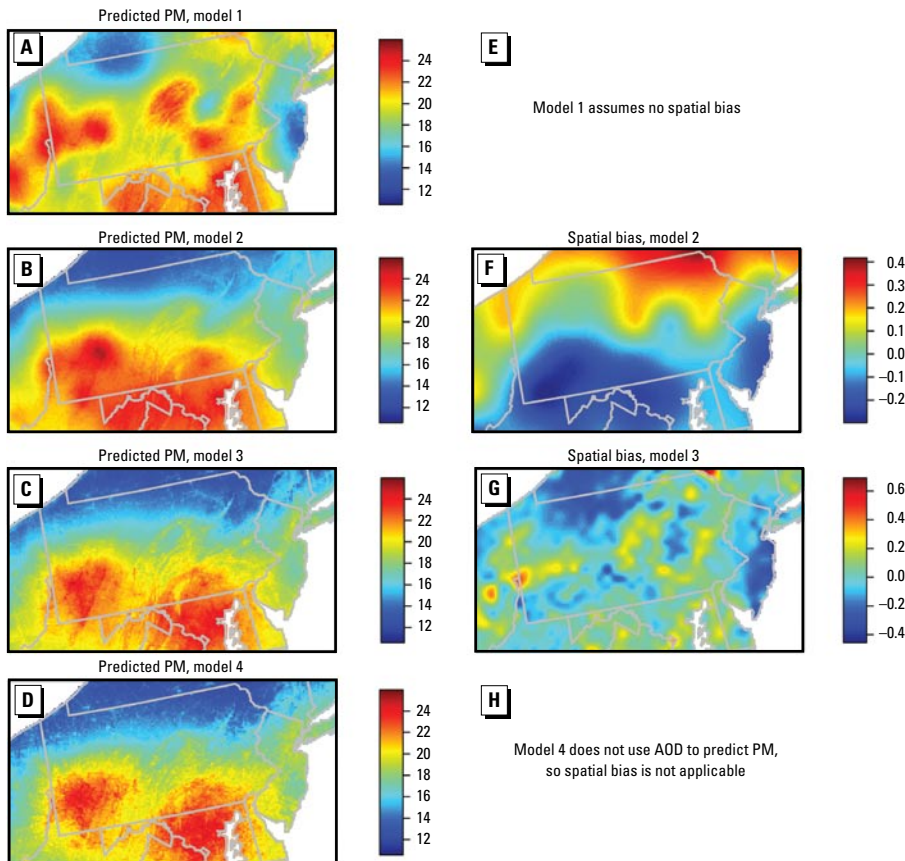 Predicted PM, model 1
A
24
22
20
18
16
14
12
E
Model 1 assumes no spatial bias
Predicted PM, model 2
B
24
22
20
18
16
14
12
Spatial bias, model 2
F
0.4
0.3
0.2
0.1
0.0
–0.1
–0.2
Predicted PM, model 3
C
24
22
20
18
16
14
12
Spatial bias, model 3
G
0.6
0.4
0.2
0.0
–0.2
–0.4
Predicted PM, model 4
D
24
22
20
18
16
14
12
H
Model 4 does not use AOD to predict PM,
so spatial bias is not applicable